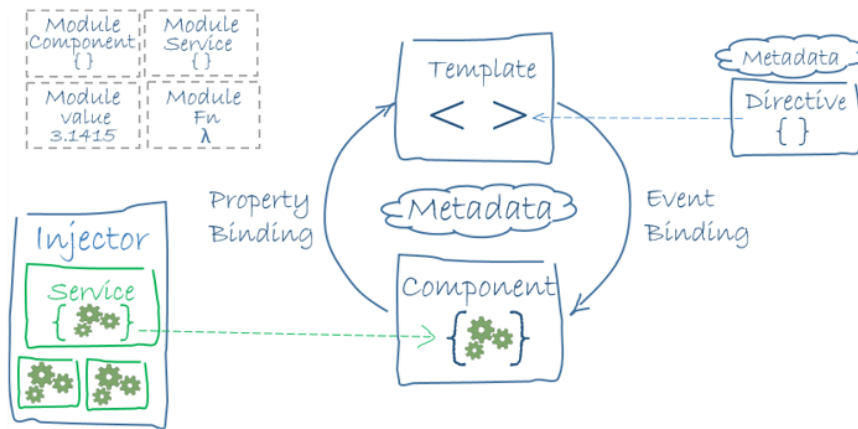 Module
Component
{ }
Module
Service
{ }
Module
value
3.1415
Module
Fn
λ
Template
< >
Metadata
Directive
{ }
Property
Binding
Metadata
Event
Binding
Injector
Service
{ }
Component
{ }